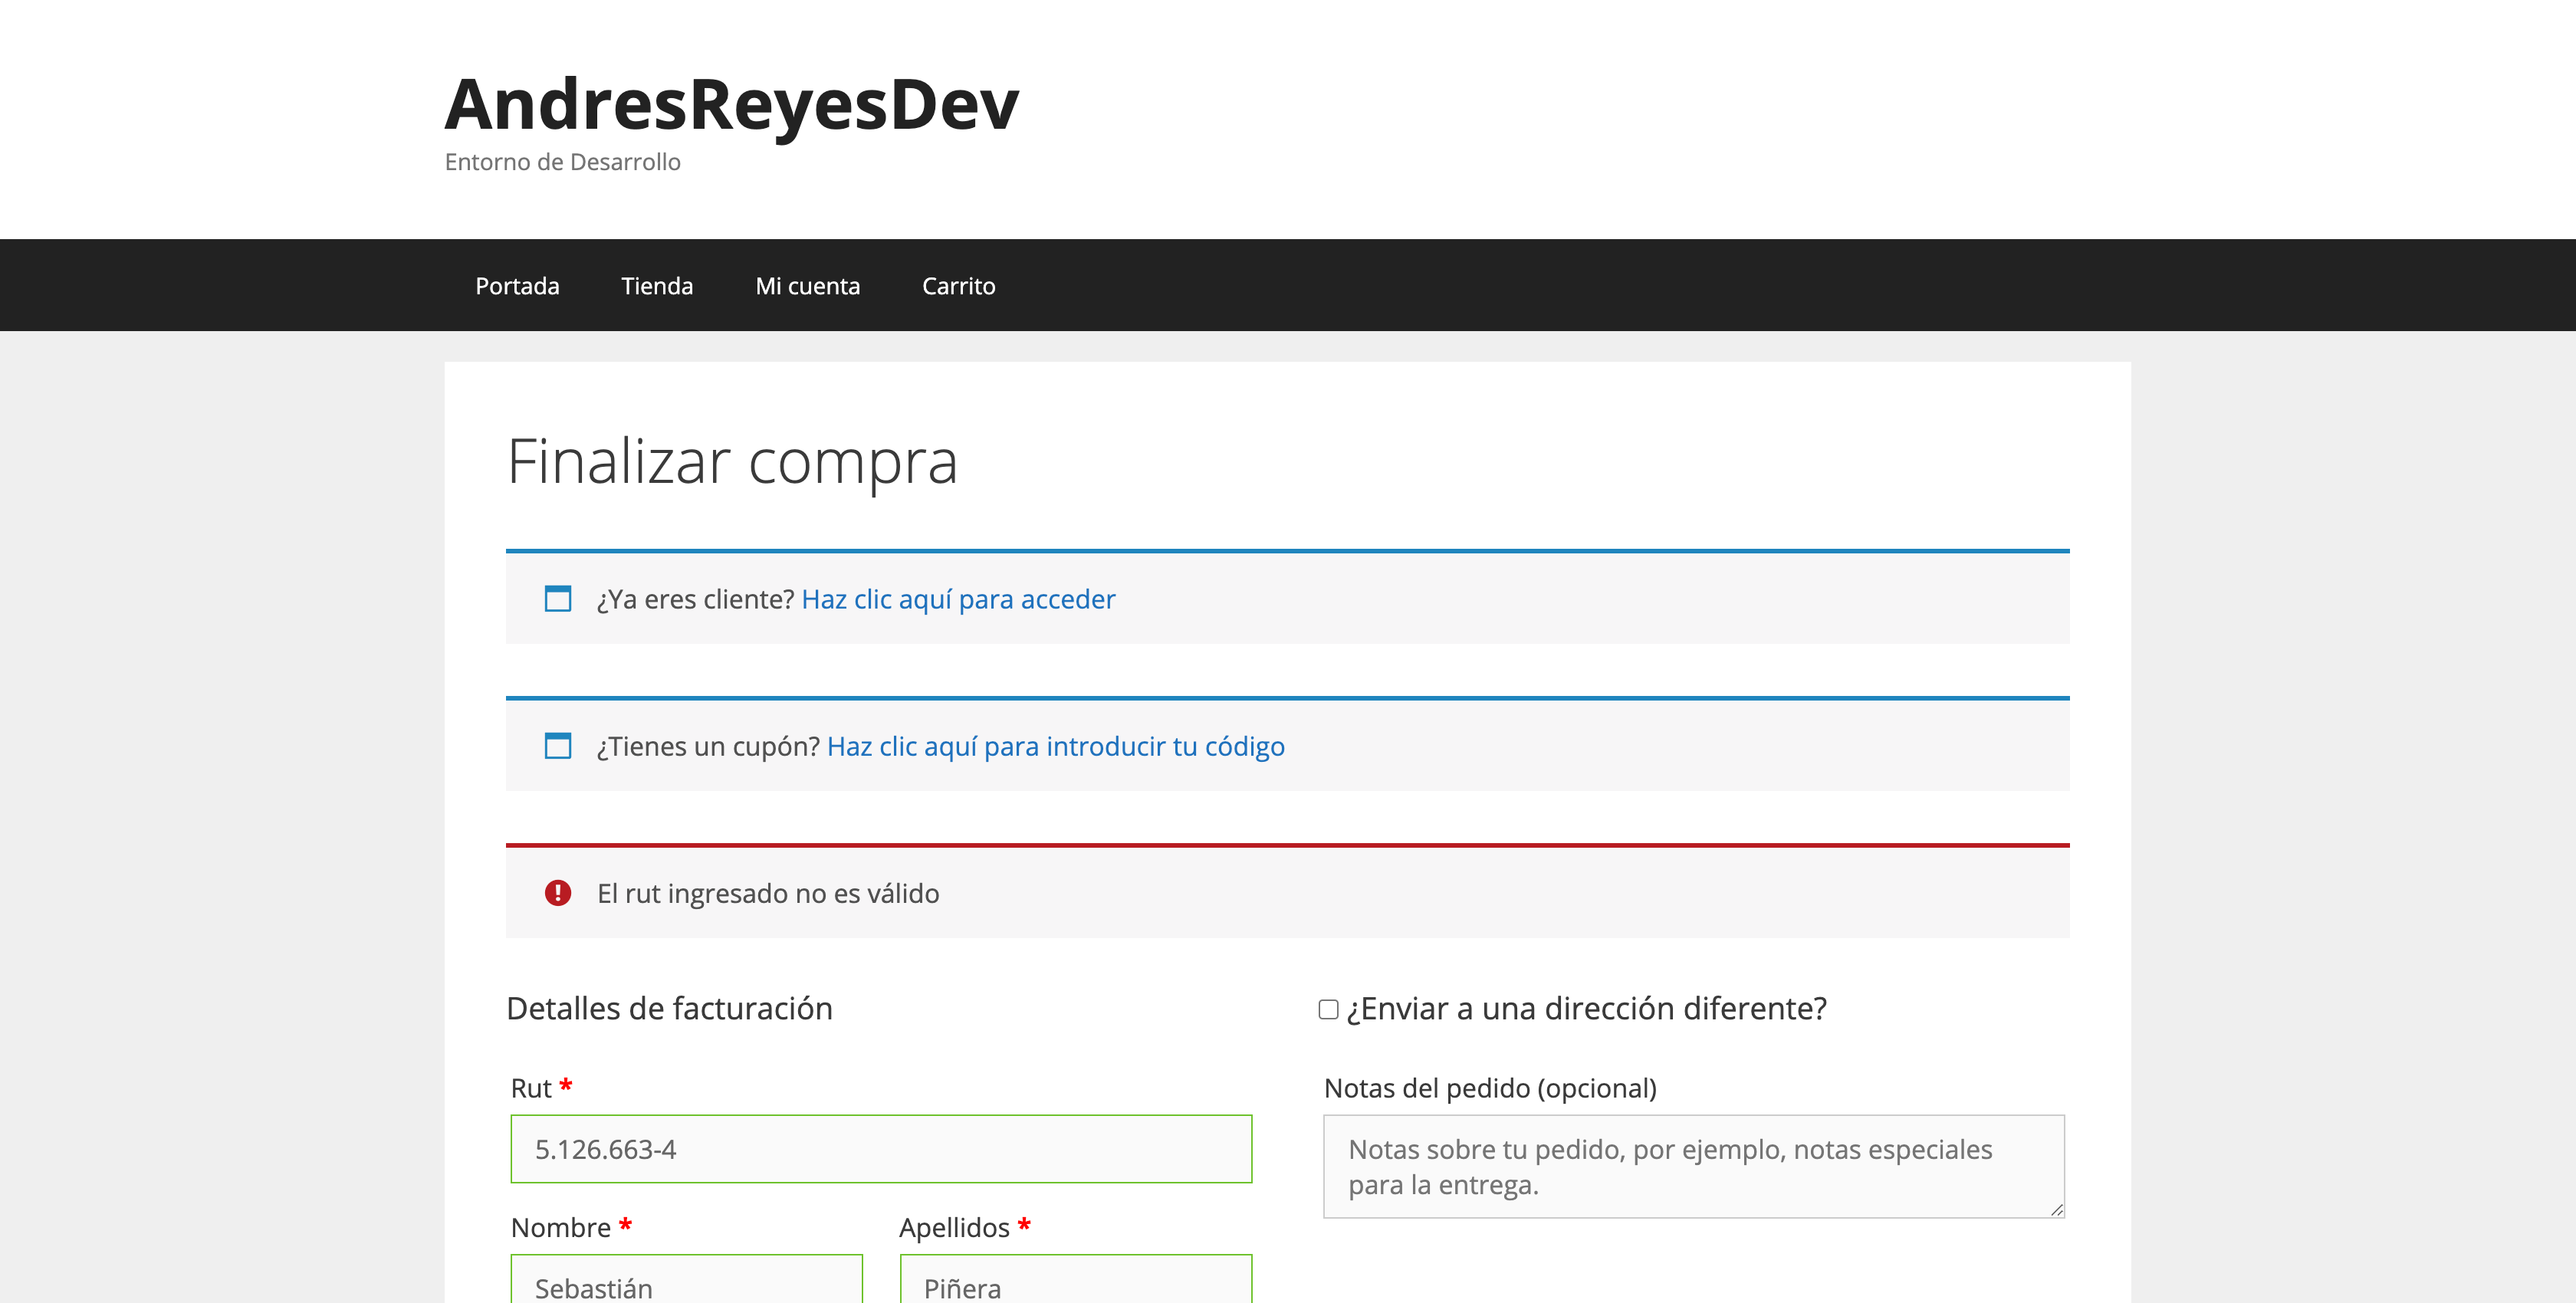 AndresReyesDev
Entorno de Desarrollo
Portada Tienda Mi cuenta Carrito
Finalizar compra
¿Ya eres cliente? Haz clic aquí para acceder
¿Tienes un cupón? Haz clic aquí para introducir tu código
El rut ingresado no es válido
Detalles de facturación
Rut *
5.126.663-4
Nombre *
Sebastián
Apellidos *
Piñera
¿Enviar a una dirección diferente?
Notas del pedido (opcional)
Notas sobre tu pedido, por ejemplo, notas especiales
para la entrega.